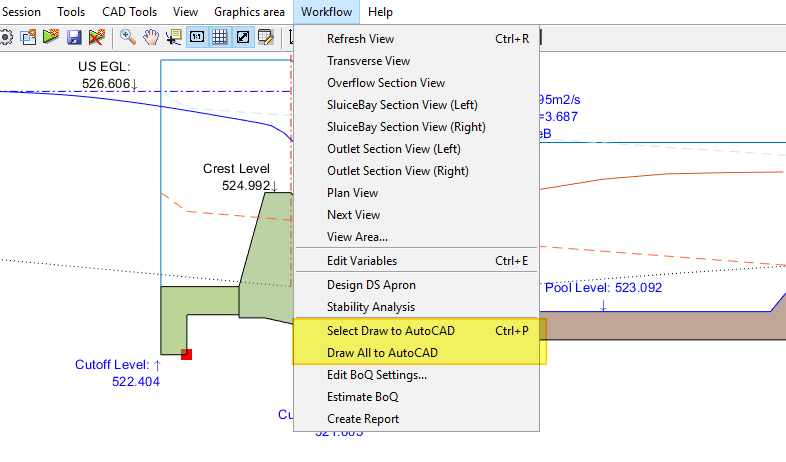 Session Tools CAD Tools View Graphics area Workflow Help
US EGL:
526.606↓
Crest Level
524.992↓
Cutoff Level: ↑
522.404
Refresh View Ctrl+R
Transverse View
Overflow Section View
SluiceBay Section View (Left)
SluiceBay Section View (Right)
Outlet Section View (Left)
Outlet Section View (Right)
Plan View
Next View
View Area...
Edit Variables Ctrl+E
Design DS Apron
Stability Analysis
Select Draw to AutoCAD Ctrl+P
Draw All to AutoCAD
Edit BoQ Settings...
Estimate BoQ
Create Report
95m2/s
=3.687
eB
Pool Level: 523.092
↓